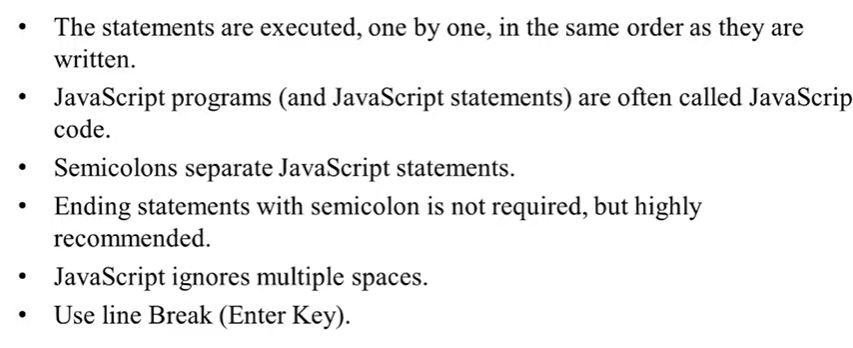 • The statements are executed, one by one, in the same order as they are
written.
• JavaScript programs (and JavaScript statements) are often called JavaScrip
code.
• Semicolons separate JavaScript statements.
• Ending statements with semicolon is not required, but highly
recommended.
• JavaScript ignores multiple spaces.
• Use line Break (Enter Key).